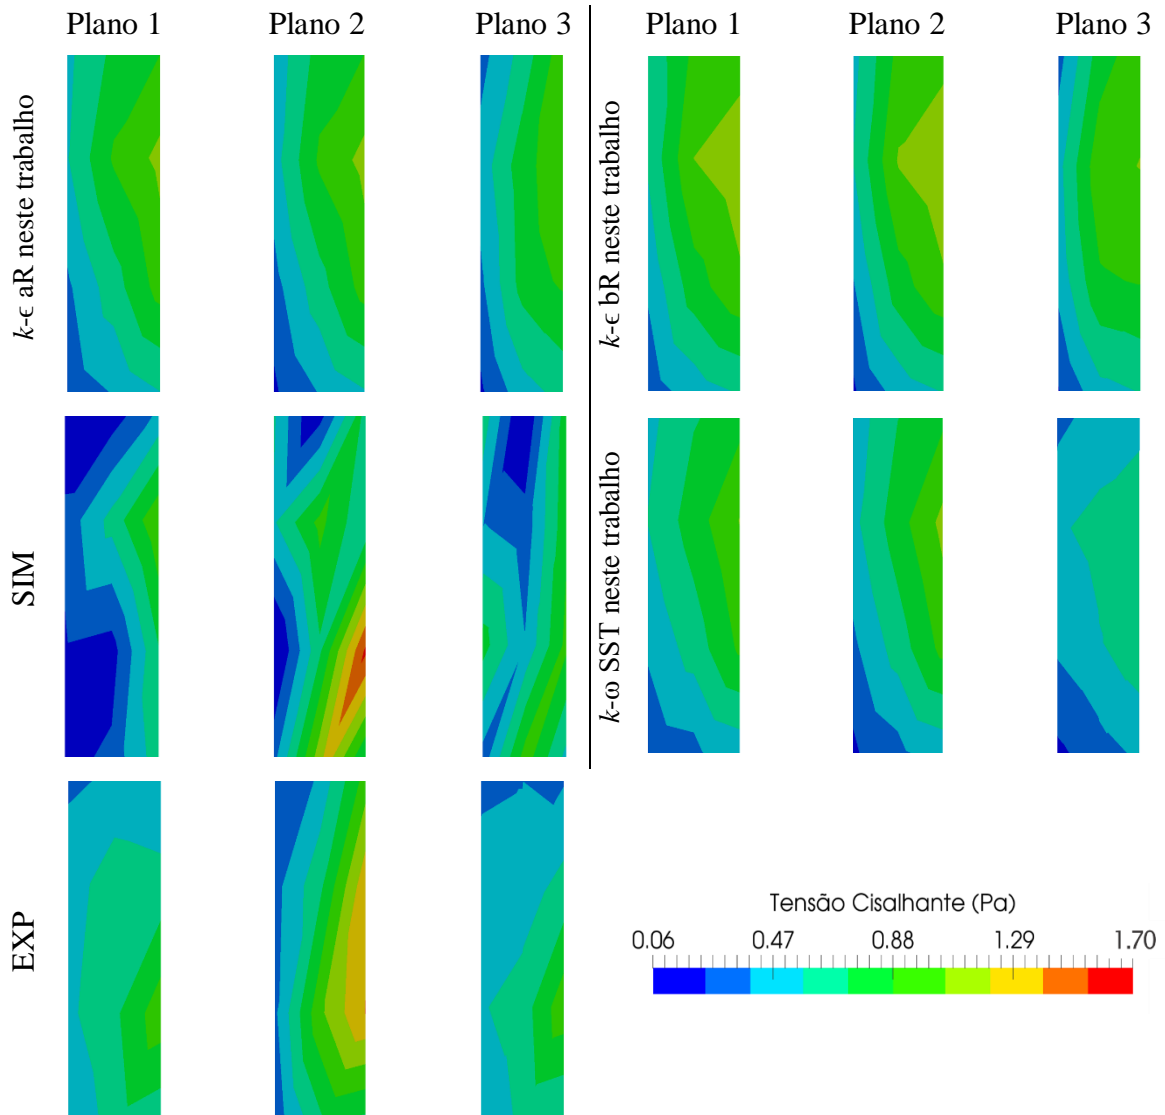 Plano 1 Plano 2 Plano 3 Plano 1 Plano 2 Plano 3
k-ϵ aR neste trabalho
k-ϵ bR neste trabalho
SIM
k-ω SST neste trabalho
EXP
Tensão Cisalhante (Pa)
0.06 0.47 0.88 1.29 1.70